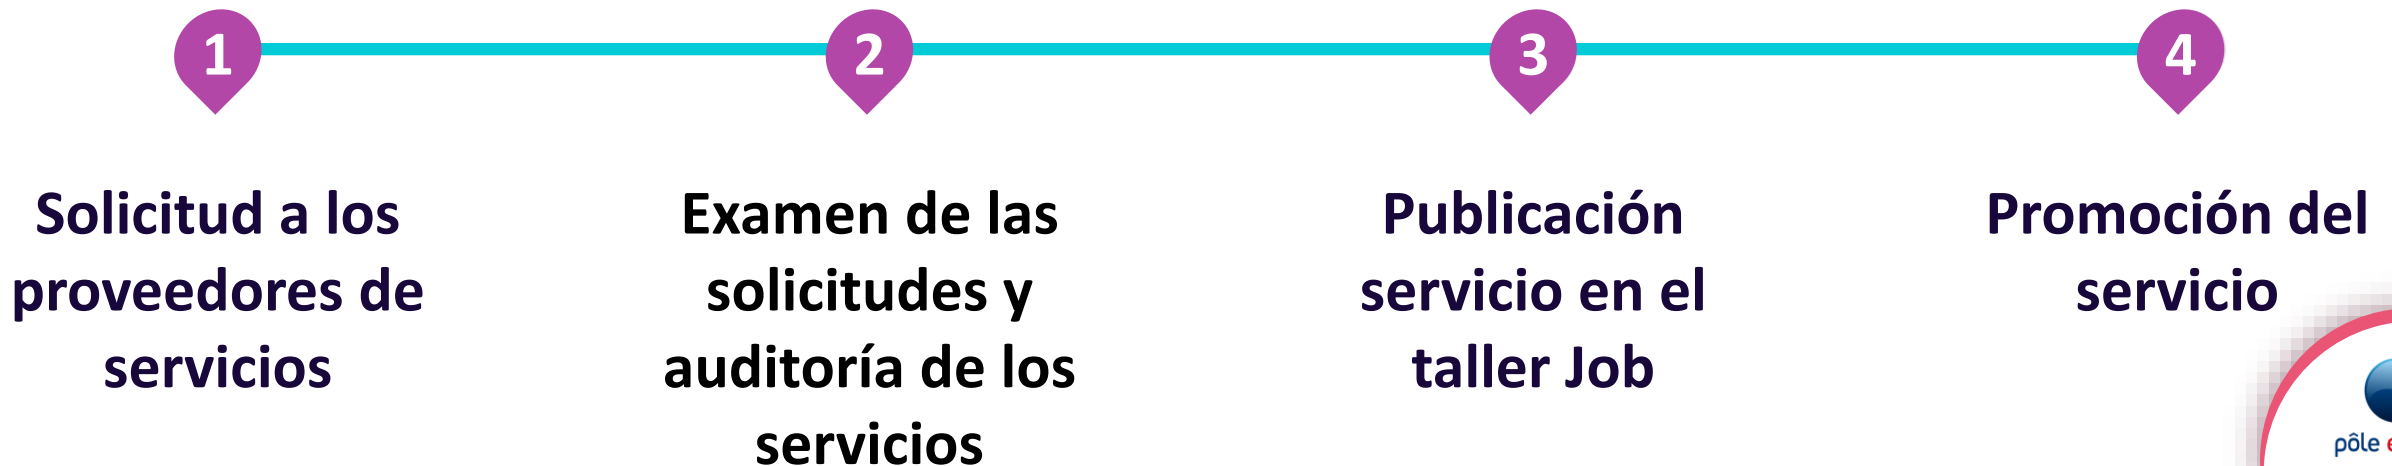 1
2
3
4
Solicitud a los
proveedores de
servicios
Examen de las
solicitudes y
auditoría de los
servicios
Publicación
servicio en el
taller Job
Promoción del
servicio
pôle